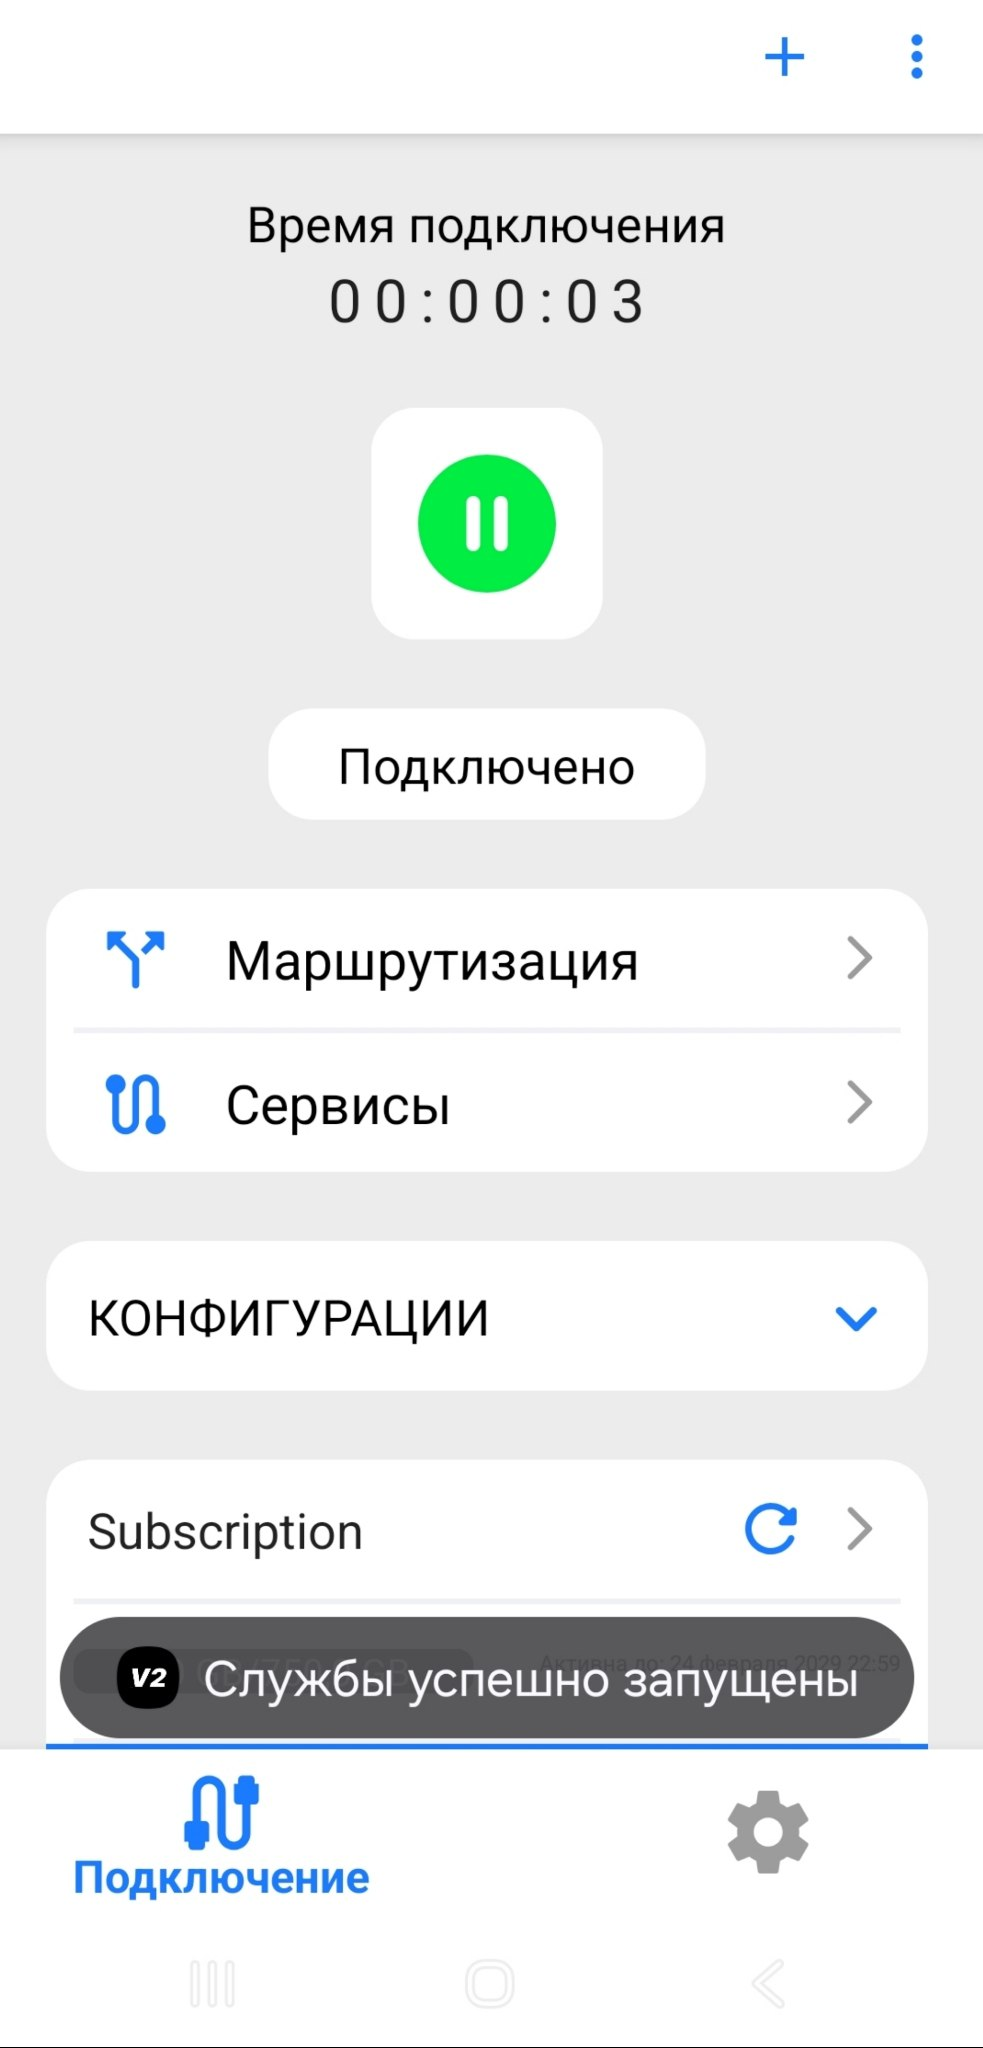 Время подключения
00:00:03
Подключено
Маршрутизация
Сервисы
КОНФИГУРАЦИИ
Subscription
Активна до: 24 февраля 2029 22:59
V2 Службы успешно запущены
Подключение